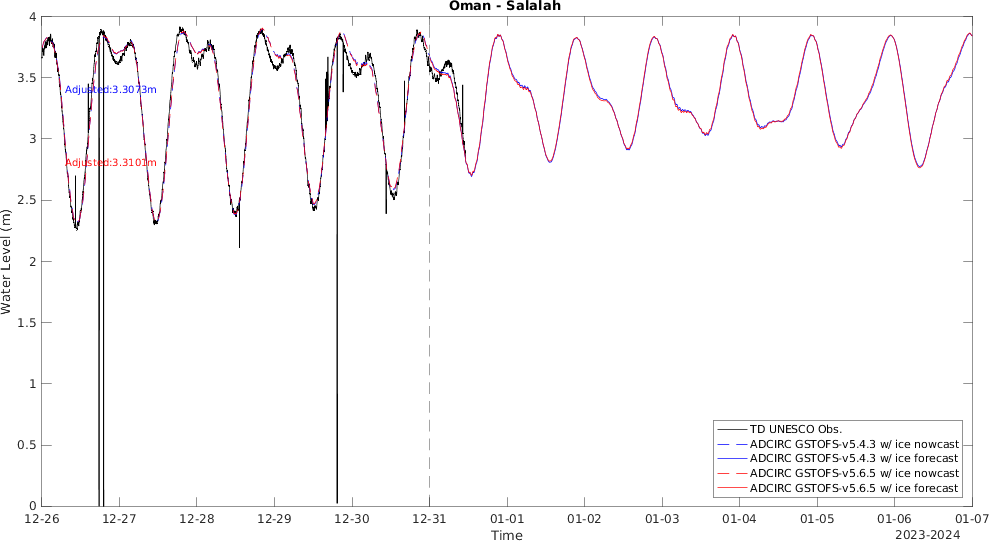 Oman - Salalah
4
3.5
3
2.5
2
1.5
1
0.5
0
Water Level (m)
Adjusted:3.3073m
Adjusted:3.3101m
TD UNESCO Obs.
ADCIRC GSTOFS-v5.4.3 w/ ice nowcast
ADCIRC GSTOFS-v5.4.3 w/ ice forecast
ADCIRC GSTOFS-v5.6.5 w/ ice nowcast
ADCIRC GSTOFS-v5.6.5 w/ ice forecast
12-26 12-27 12-28 12-29 12-30 12-31 01-01 01-02 01-03 01-04 01-05 01-06 01-07
Time
2023-2024